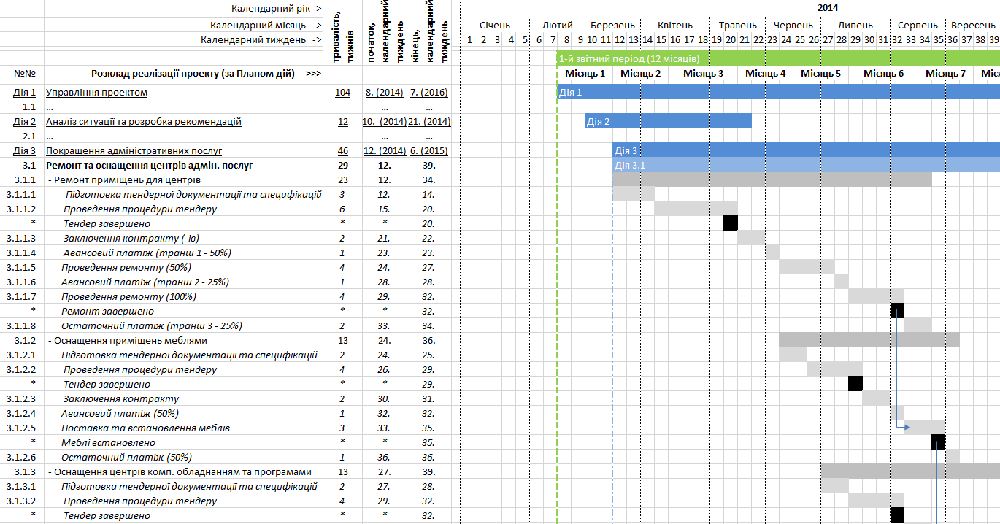 Календарний рік -> 2014
Календарний місяць -> Січень Лютий Березень Квітень Травень Червень Липень Серпень Вересень
Календарний тиждень -> 1 2 3 4 5 6 7 8 9 10 11 12 13 14 15 16 17 18 19 20 21 22 23 24 25 26 27 28 29 30 31 32 33 34 35 36 37 38 39
тривалість, тижнів
початок, календарний тиждень
кінець, календарний тиждень
1-й звітний період (12 місяців)
№№ Розклад реалізації проекту (за Планом дій) >>> Місяць 1 Місяць 2 Місяць 3 Місяць 4 Місяць 5 Місяць 6 Місяць 7 Місяс
Дія 1 Управління проектом 104 8. (2014) 7. (2016) Дія 1
1.1 ... ... ...
Дія 2 Аналіз ситуації та розробка рекомендацій 12 10. (2014) 21. (2014) Дія 2
2.1 ... ... ...
Дія 3 Покращення адміністративних послуг 46 12. (2014) 6. (2015) Дія 3
3.1 Ремонт та оснащення центрів адмін. послуг 29 12. 39. Дія 3.1
3.1.1 - Ремонт приміщень для центрів 23 12. 34.
3.1.1.1 Підготовка тендерної документації та специфікацій 3 12. 14.
3.1.1.2 Проведення процедури тендеру 6 15. 20.
* Тендер завершено * * 20.
3.1.1.3 Заключення контракту (-ів) 2 21. 22.
3.1.1.4 Авансовий платіж (транш 1 - 50%) 1 23. 23.
3.1.1.5 Проведення ремонту (50%) 4 24. 27.
3.1.1.6 Авансовий платіж (транш 2 - 25%) 1 28. 28.
3.1.1.7 Проведення ремонту (100%) 4 29. 32.
* Ремонт завершено * * 32.
3.1.1.8 Остаточний платіж (транш 3 - 25%) 2 33. 34.
3.1.2 - Оснащення приміщень меблями 13 24. 36.
3.1.2.1 Підготовка тендерної документації та специфікацій 2 24. 25.
3.1.2.2 Проведення процедури тендеру 4 26. 29.
* Тендер завершено * * 29.
3.1.2.3 Заключення контракту 2 30. 31.
3.1.2.4 Авансовий платіж (50%) 1 32. 32.
3.1.2.5 Поставка та встановлення меблів 3 33. 35.
* Меблі встановлено * * 35.
3.1.2.6 Остаточний платіж (50%) 1 36. 36.
3.1.3 - Оснащення центрів комп. обладнанням та програмами 13 27. 39.
3.1.3.1 Підготовка тендерної документації та специфікацій 2 27. 28.
3.1.3.2 Проведення процедури тендеру 4 29. 32.
* Тендер завершено * * 32.